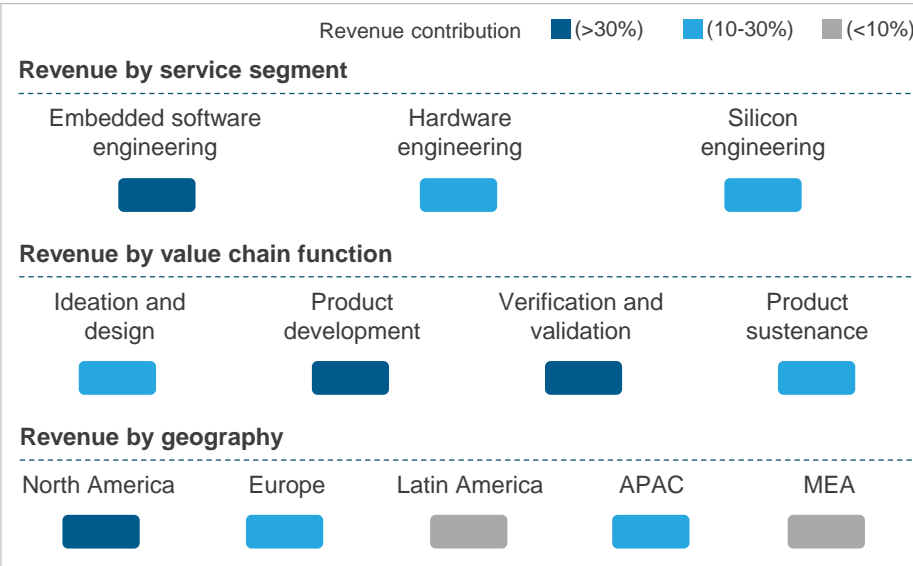 Revenue contribution (>30%) (10-30%) (<10%)
Revenue by service segment
Embedded software engineering
Hardware engineering
Silicon engineering
Revenue by value chain function
Ideation and design
Product development
Verification and validation
Product sustenance
Revenue by geography
North America Europe Latin America APAC MEA